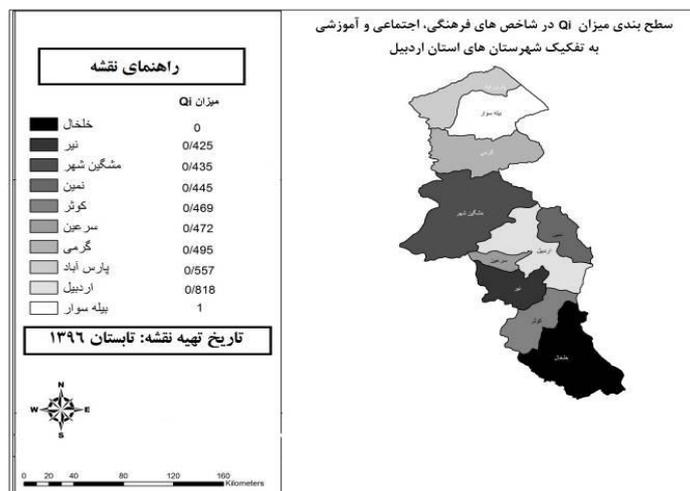 سطح بندی میزان Qi در شاخص های فرهنگی، اجتماعی و آموزشی
به تفکیک شهرستان های استان اردبیل
راهنمای نقشه
میزان Qi
خلخال 0
نیر 0/425
مشگین شهر 0/435
نمین 0/445
کوثر 0/469
سرعین 0/472
گرمی 0/495
پارس آباد 0/557
اردبیل 0/818
بیله سوار 1
تاریخ تهیه نقشه: تابستان ۱۳۹۶
N
W E
S
0 10 20 40 80 120 160
Kilometers
بیله سوار
گرمی
مشگین شهر
اردبیل
سرعین
نیر
کوثر
خلخال